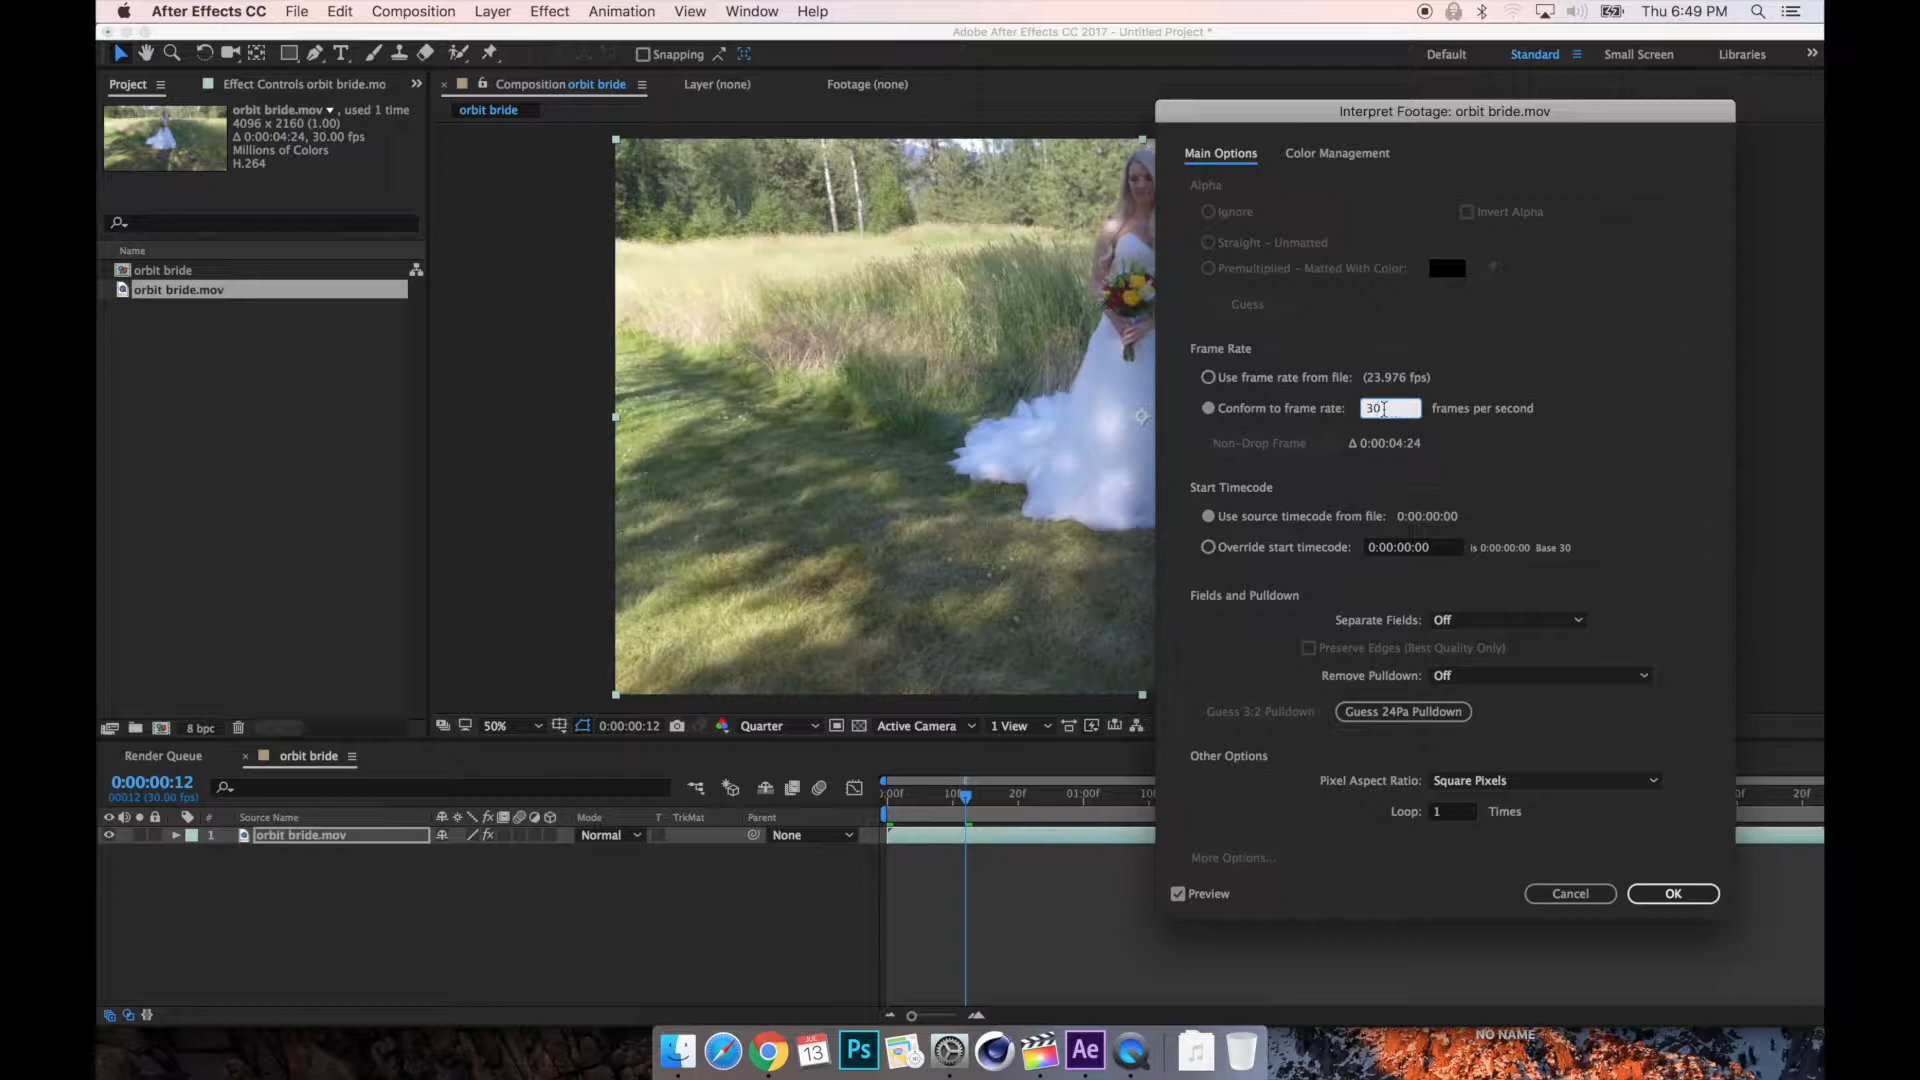 After Effects CC File Edit Composition Layer Effect Animation View Window Help Thu 6:49 PM
Adobe After Effects CC 2017 - Untitled Project *
Snapping Default Standard Small Screen Libraries
Project Effect Controls orbit bride.mo Composition orbit bride Layer (none) Footage (none)
orbit bride.mov, used 1 time
4096 x 2160 (1.00)
Δ 0:00:04:24, 30.00 fps
Millions of Colors
H.264
orbit bride
Interpret Footage: orbit bride.mov
Main Options Color Management
Alpha
Ignore Invert Alpha
Straight - Unmatted
Premultiplied - Matted With Color:
Guess
Frame Rate
Use frame rate from file: (23.976 fps)
Conform to frame rate: 30 frames per second
Non-Drop Frame Δ 0:00:04:24
Start Timecode
Use source timecode from file: 0:00:00:00
Override start timecode: 0:00:00:00 is 0:00:00:00 Base 30
Fields and Pulldown
Separate Fields: Off
Preserve Edges (Best Quality Only)
Remove Pulldown: Off
Guess 3:2 Pulldown Guess 24Pa Pulldown
Other Options
Pixel Aspect Ratio: Square Pixels
Loop: 1 Times
More Options...
Preview Cancel OK
Name
orbit bride
orbit bride.mov
8 bpc 50% 0:00:00:12 Quarter Active Camera 1 View
Render Queue orbit bride
0:00:00:12
00012 (30.00 fps)
:00f 10f 20f 01:00f 10 0f 20f
# Source Name Mode T TrkMat Parent
1 orbit bride.mov fx Normal None
NO NAME
JUL
13
Ps
Ae